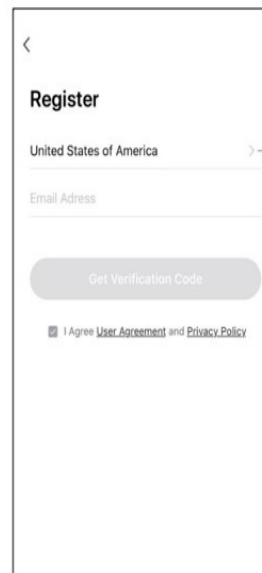 Register
United States of America
Email Adress
Get Verification Code
I Agree User Agreement and Privacy Policy